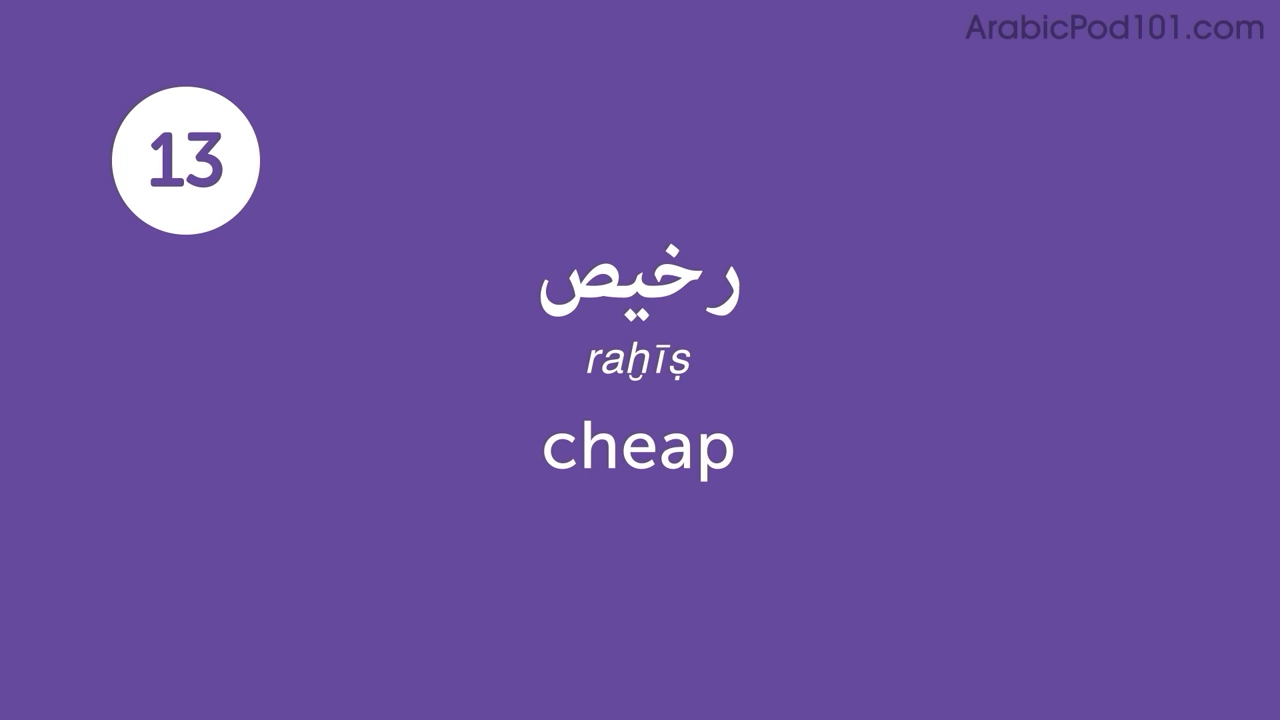 ArabicPod101.com
13
رخيص
raḫīṣ
cheap